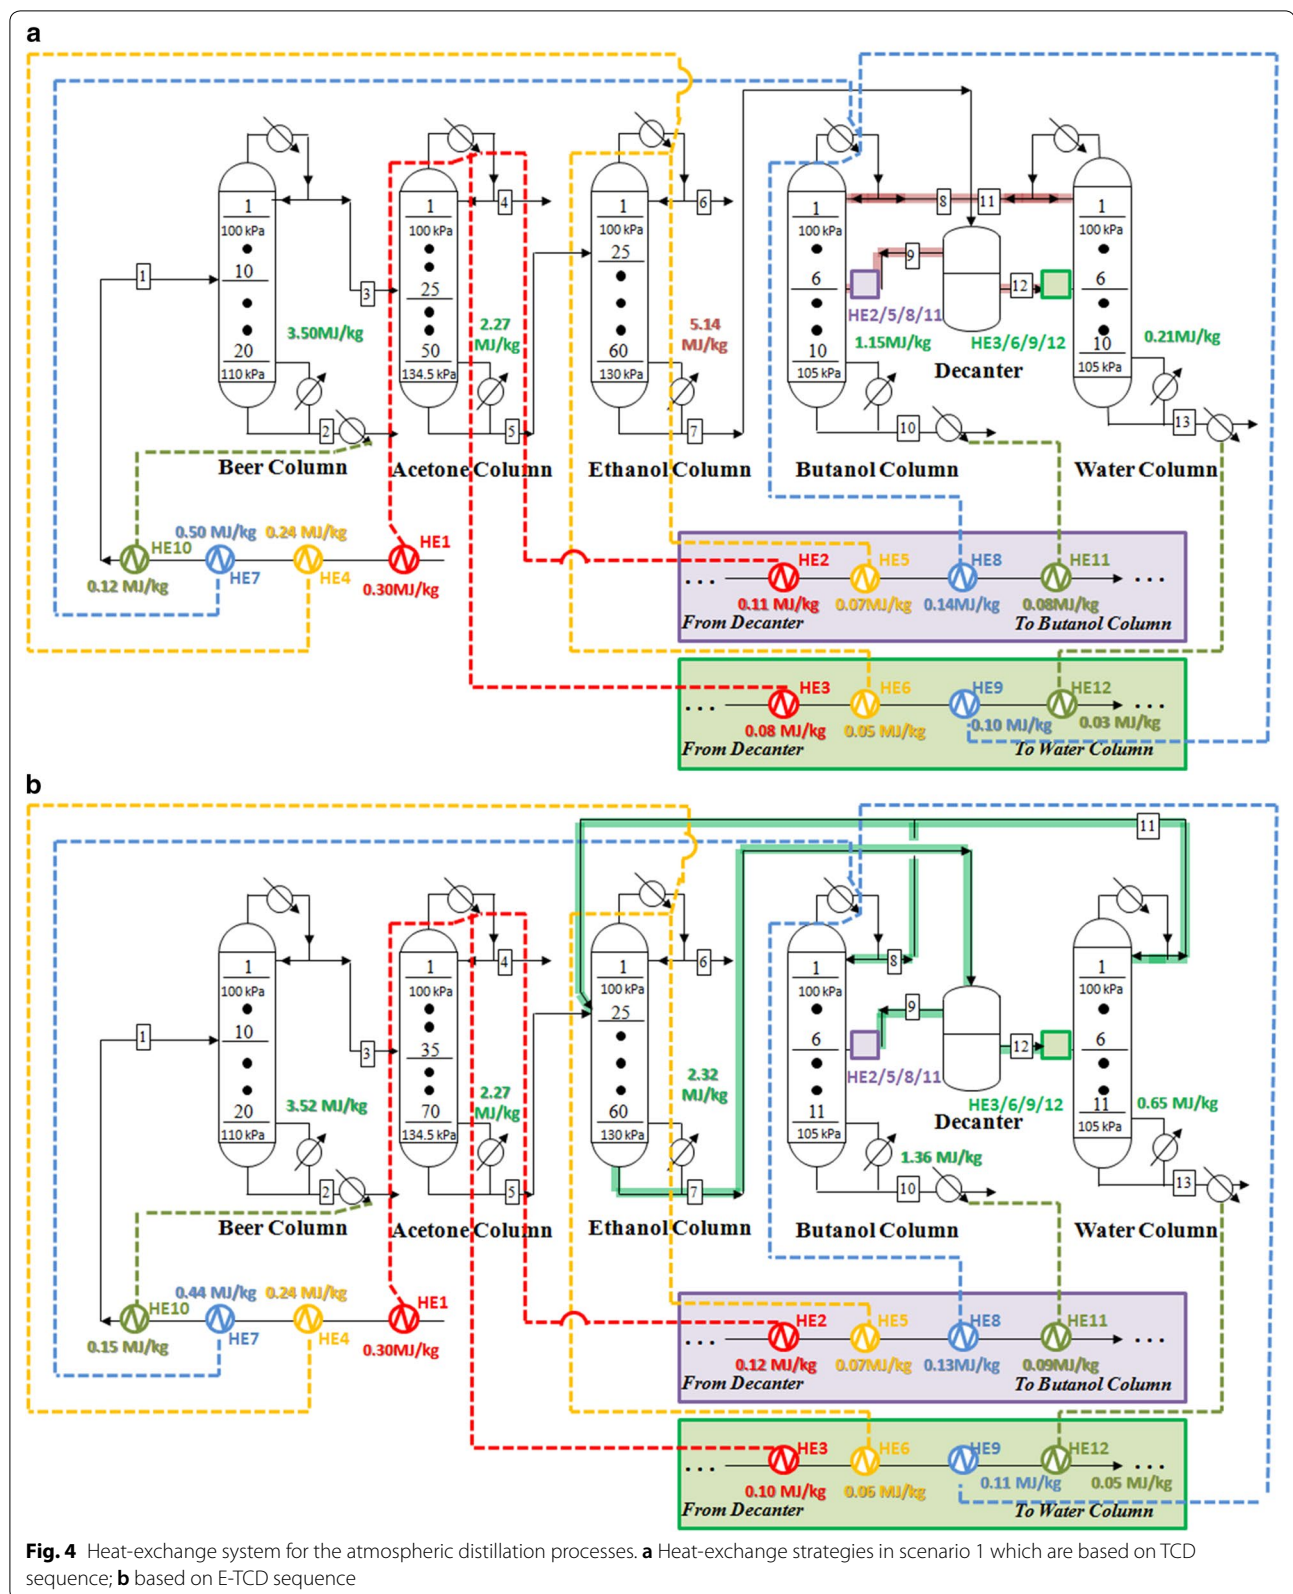 a
1
100 kPa
10
20
110 kPa
1
2
3
3.50MJ/kg
Beer Column
1
100 kPa
25
50
134.5 kPa
4
5
2.27
MJ/kg
Acetone Column
1
100 kPa
25
60
130 kPa
6
7
5.14
MJ/kg
Ethanol Column
1
100 kPa
6
10
105 kPa
8
11
9
12
10
HE2/5/8/11
1.15MJ/kg
HE3/6/9/12
Decanter
Butanol Column
1
100 kPa
6
10
105 kPa
0.21MJ/kg
13
Water Column
HE10
0.12 MJ/kg
0.50 MJ/kg
HE7
0.24 MJ/kg
HE4
HE1
0.30MJ/kg
HE2
HE5
HE8
HE11
. . .
. . .
0.11 MJ/kg
0.07MJ/kg
0.14MJ/kg
0.08MJ/kg
From Decanter
To Butanol Column
HE3
HE6
HE9
HE12
. . .
. . .
0.08 MJ/kg
0.05 MJ/kg
0.10 MJ/kg
0.03 MJ/kg
From Decanter
To Water Column
b
1
100 kPa
10
20
110 kPa
1
2
3
3.52 MJ/kg
Beer Column
1
100 kPa
35
70
134.5 kPa
4
5
2.27
MJ/kg
Acetone Column
1
100 kPa
25
60
130 kPa
6
7
2.32
MJ/kg
Ethanol Column
11
1
100 kPa
6
11
105 kPa
8
9
12
10
HE2/5/8/11
1.36 MJ/kg
HE3/6/9/12
Decanter
Butanol Column
1
100 kPa
6
11
105 kPa
0.65 MJ/kg
13
Water Column
HE10
0.15 MJ/kg
0.44 MJ/kg
HE7
0.24 MJ/kg
HE4
HE1
0.30MJ/kg
HE2
HE5
HE8
HE11
. . .
. . .
0.12 MJ/kg
0.07MJ/kg
0.13MJ/kg
0.09MJ/kg
From Decanter
To Butanol Column
HE3
HE6
HE9
HE12
. . .
. . .
0.10 MJ/kg
0.06 MJ/kg
0.11 MJ/kg
0.05 MJ/kg
From Decanter
To Water Column
Fig. 4 Heat-exchange system for the atmospheric distillation processes. a Heat-exchange strategies in scenario 1 which are based on TCD
sequence; b based on E-TCD sequence